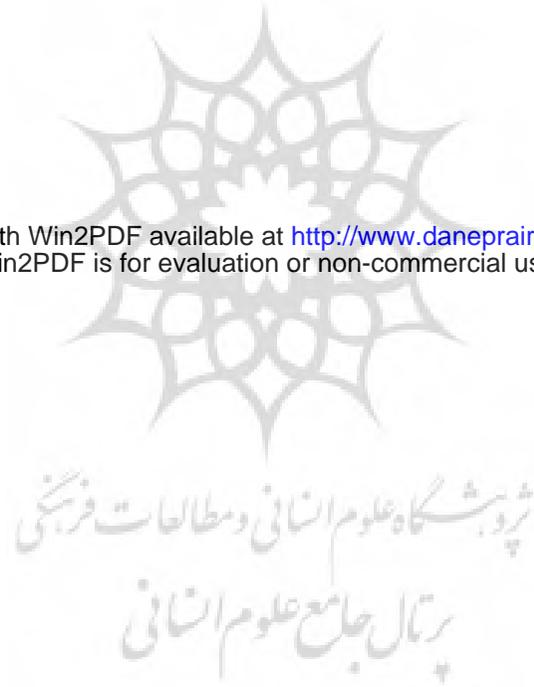 th Win2PDF available at http://www.daneprair
in2PDF is for evaluation or non-commercial us
پژوهشگاه علوم انسانی و مطالعات فرهنگی
پرتال جامع علوم انسانی